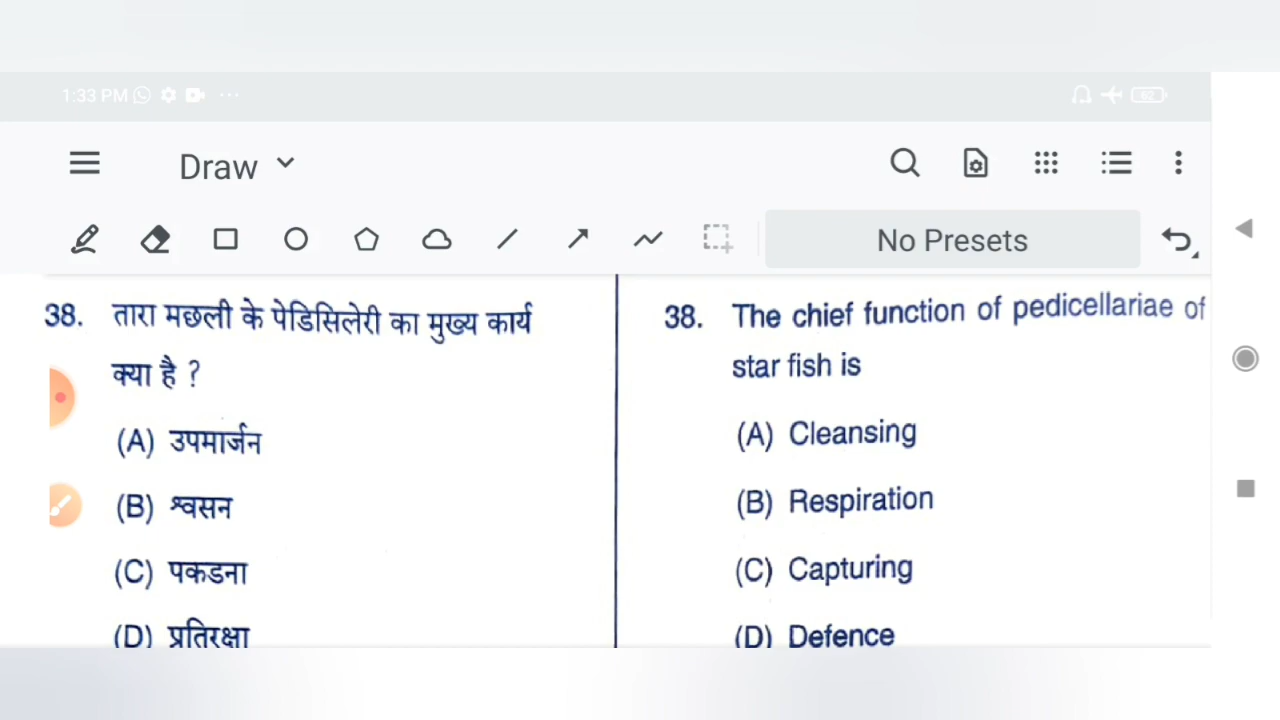 1:33 PM
62
Draw
No Presets
38. तारा मछली के पेडिसिलेरी का मुख्य कार्य
क्या है ?
(A) उपमार्जन
(B) श्वसन
(C) पकडना
(D) प्रतिरक्षा
38. The chief function of pedicellariae of
star fish is
(A) Cleansing
(B) Respiration
(C) Capturing
(D) Defence